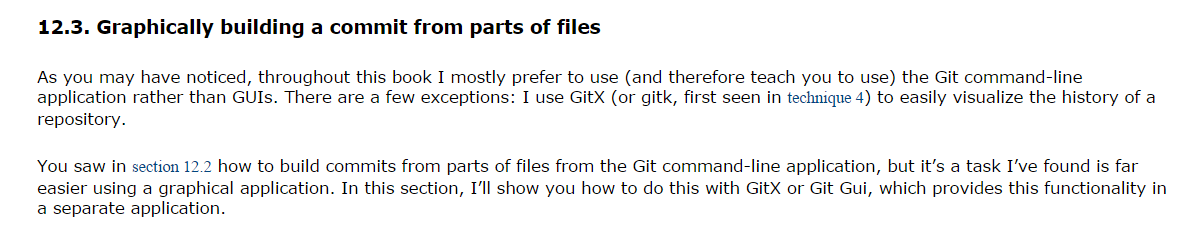 12.3. Graphically building a commit from parts of files
As you may have noticed, throughout this book I mostly prefer to use (and therefore teach you to use) the Git command-line
application rather than GUIs. There are a few exceptions: I use GitX (or gitk, first seen in technique 4) to easily visualize the history of a
repository.
You saw in section 12.2 how to build commits from parts of files from the Git command-line application, but it’s a task I’ve found is far
easier using a graphical application. In this section, I’ll show you how to do this with GitX or Git Gui, which provides this functionality in
a separate application.